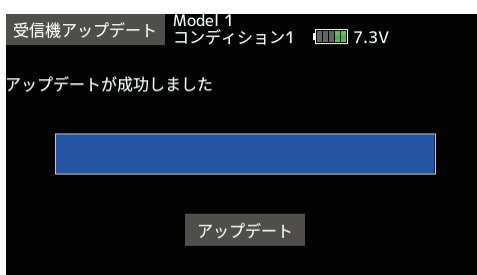 受信機アップデート
Model 1
コンディション1 7.3V
アップデートが成功しました
アップデート